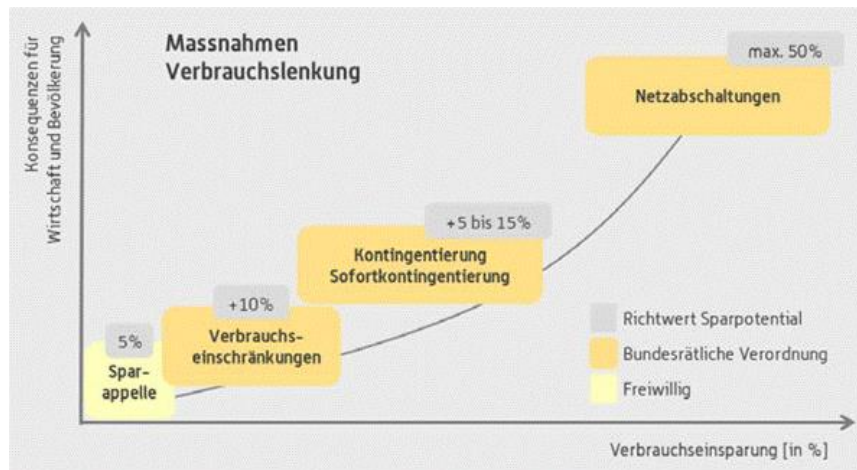 Massnahmen
Verbrauchslenkung
Konsequenzen für
Wirtschaft und Bevölkerung
max. 50%
Netzabschaltungen
+5 bis 15%
Kontingentierung
Sofortkontingentierung
+10%
Verbrauchs-
einschränkungen
5%
Spar-
appelle
Richtwert Sparpotential
Bundesrätliche Verordnung
Freiwillig
Verbrauchseinsparung [in %]